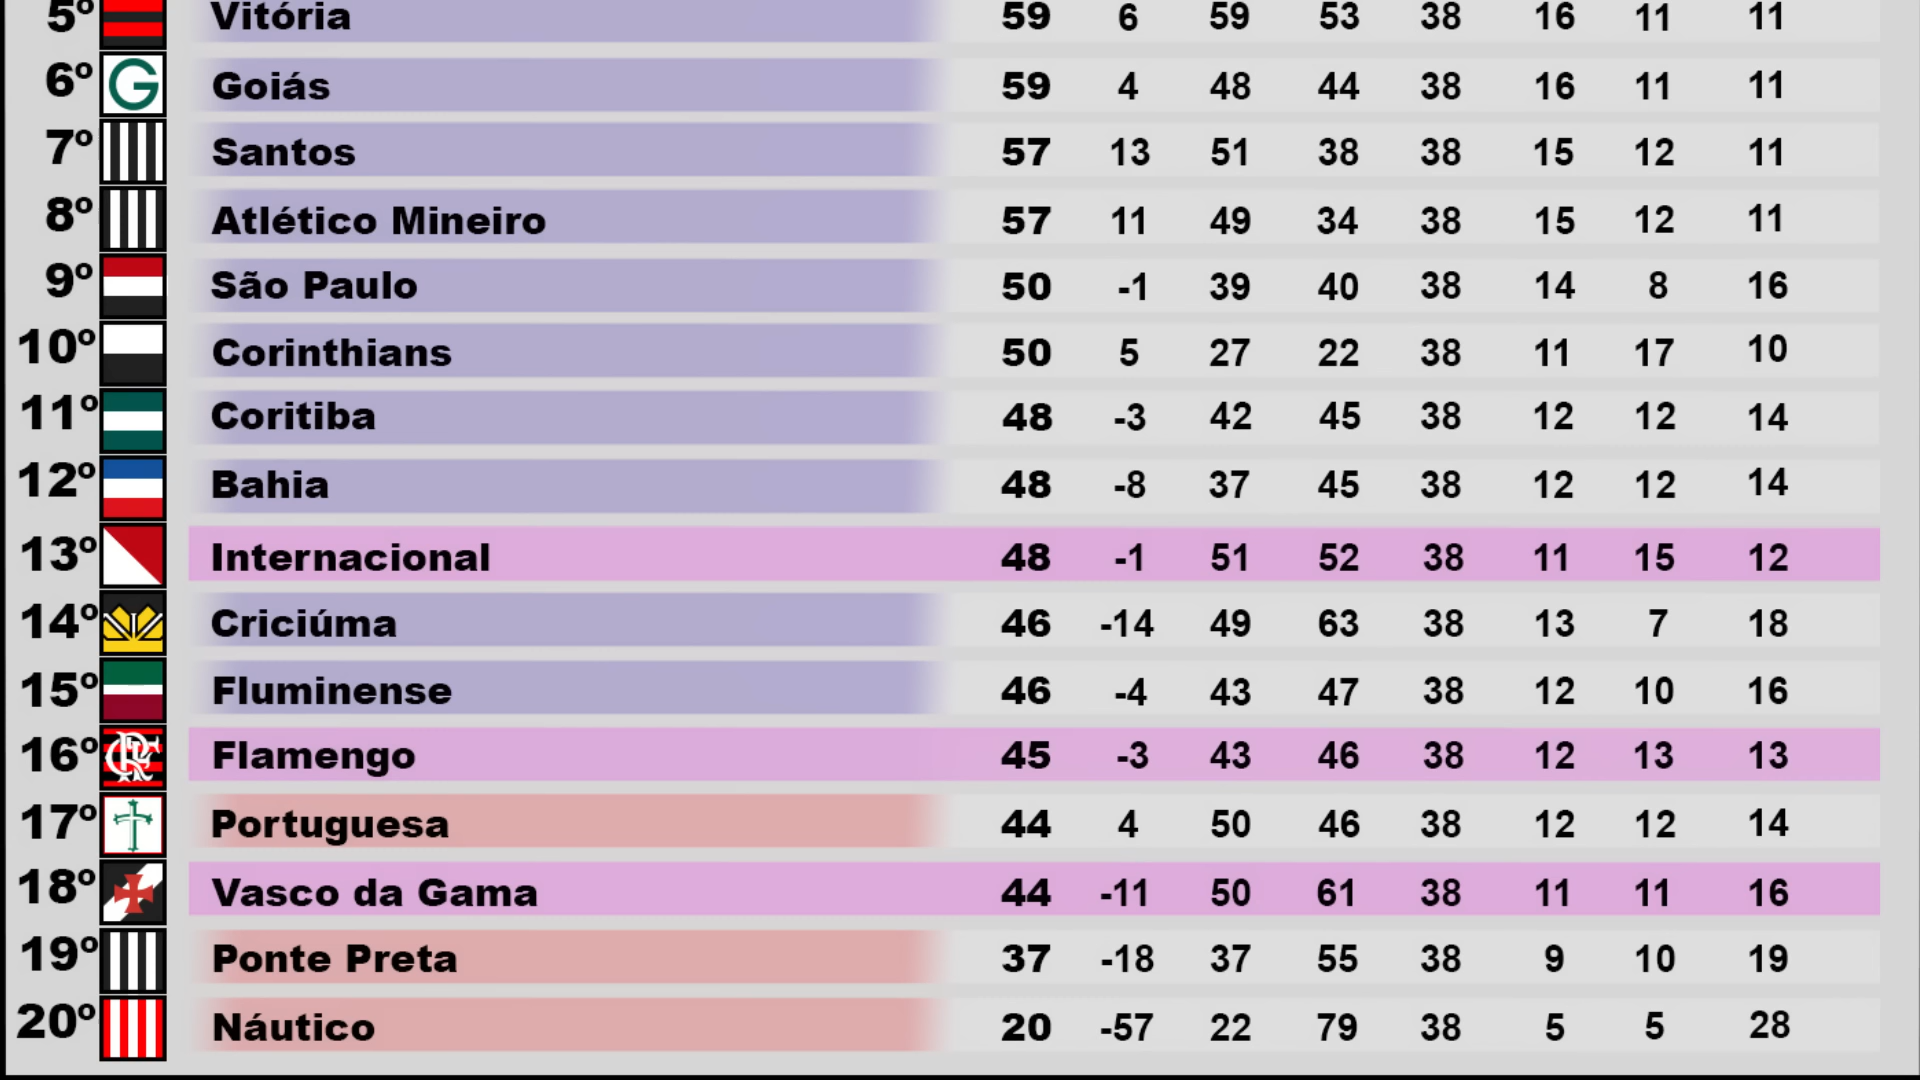 5º Vitória 59 6 59 53 38 16 11 11
6º G Goiás 59 4 48 44 38 16 11 11
7º Santos 57 13 51 38 38 15 12 11
8º Atlético Mineiro 57 11 49 34 38 15 12 11
9º São Paulo 50 -1 39 40 38 14 8 16
10º Corinthians 50 5 27 22 38 11 17 10
11º Coritiba 48 -3 42 45 38 12 12 14
12º Bahia 48 -8 37 45 38 12 12 14
13º Internacional 48 -1 51 52 38 11 15 12
14º Criciúma 46 -14 49 63 38 13 7 18
15º Fluminense 46 -4 43 47 38 12 10 16
16º CRF Flamengo 45 -3 43 46 38 12 13 13
17º Portuguesa 44 4 50 46 38 12 12 14
18º Vasco da Gama 44 -11 50 61 38 11 11 16
19º Ponte Preta 37 -18 37 55 38 9 10 19
20º Náutico 20 -57 22 79 38 5 5 28